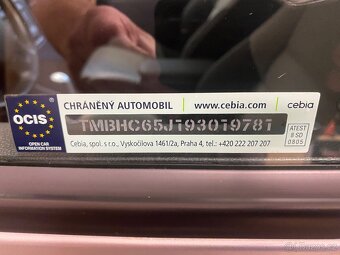 OCIS
OPEN CAR
INFORMATION SYSTEM
CHRÁNĚNÝ AUTOMOBIL | www.cebia.com | cebia
TMBHC65J193019781
Cebia, spol. s r.o., Vyskočilova 1461/2a, Praha 4, tel.: +420 222 207 207
ATEST
8 SD
0805